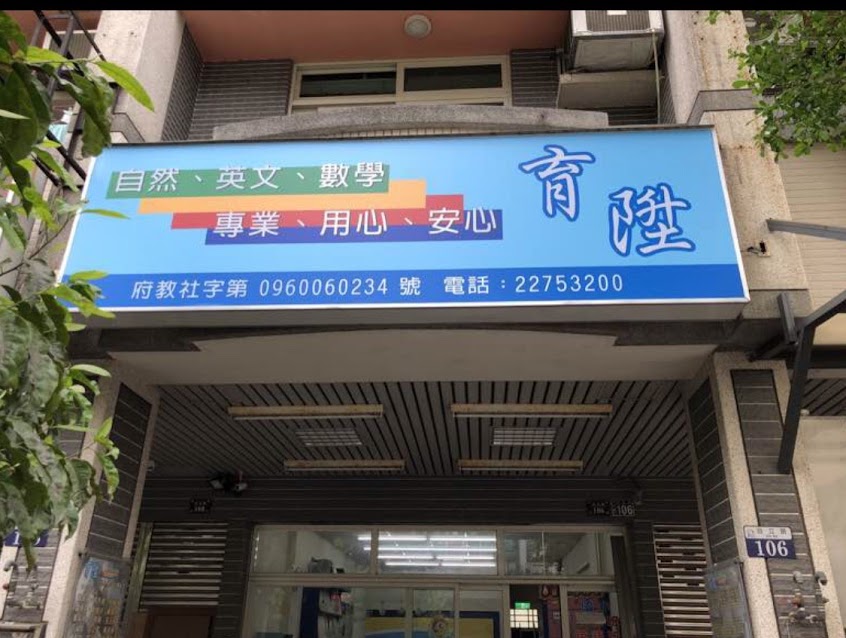 自然、英文、數學
專業、用心、安心
育陞
府教社字第 0960060234 號 電話：22753200
106
106